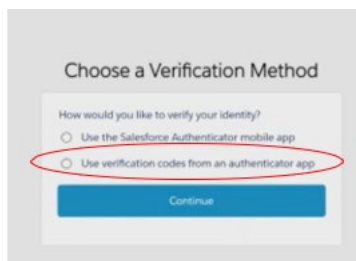 Choose a Verification Method
How would you like to verify your identity?
Use the Salesforce Authenticator mobile app
Use verification codes from an authenticator app
Continue